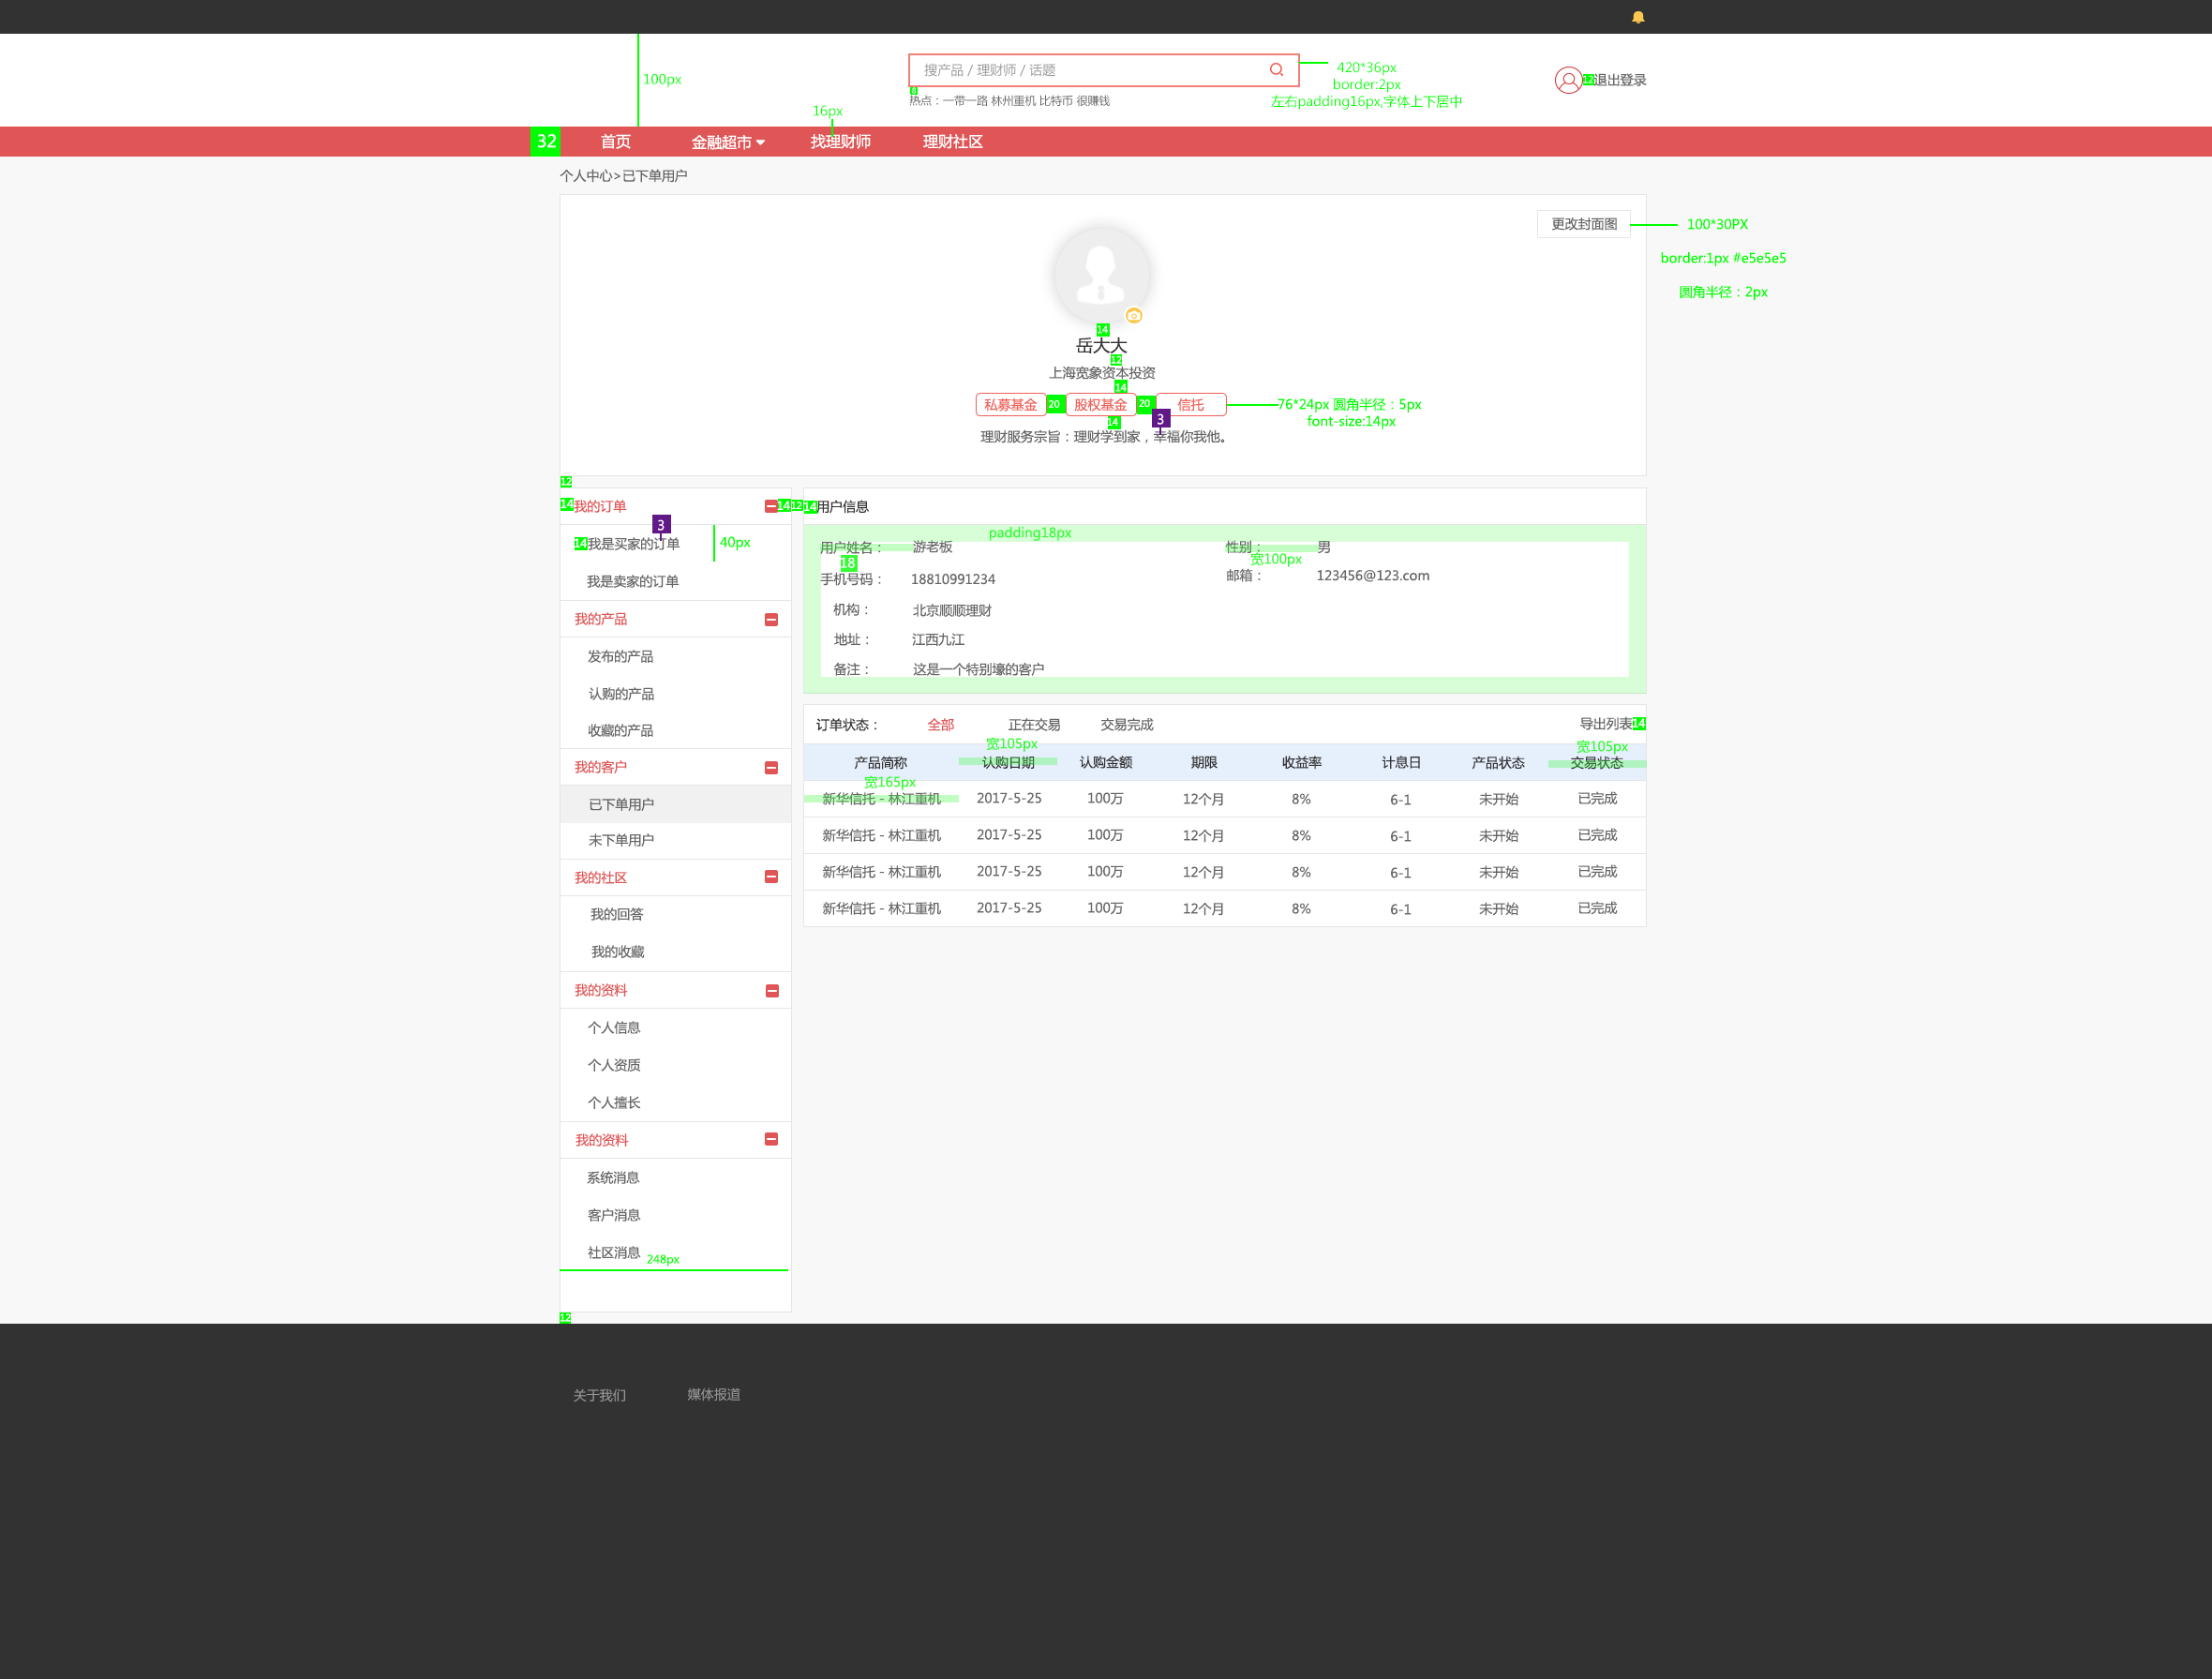 搜产品 / 理财师 / 话题
420*36px
border:2px
左右padding16px,字体上下居中
100px
12
退出登录
8
热点：一带一路 林州重机 比特币 很赚钱
16px
32
首页 金融超市 找理财师 理财社区
个人中心>已下单用户
更改封面图
100*30PX
border:1px #e5e5e5
圆角半径：2px
14
岳大大
12
上海宽象资本投资
14
私募基金 20 股权基金 20 信托
76*24px 圆角半径：5px
font-size:14px
14
3
理财服务宗旨：理财学到家，幸福你我他。
12
14 我的订单 14 12
3
14 我是买家的订单
40px
我是卖家的订单
我的产品
发布的产品
认购的产品
收藏的产品
我的客户
已下单用户
未下单用户
我的社区
我的回答
我的收藏
我的资料
个人信息
个人资质
个人擅长
我的资料
系统消息
客户消息
社区消息
248px
12
14 用户信息
padding18px
用户姓名： 游老板 性别： 男
18
宽100px
手机号码： 18810991234 邮箱： 123456@123.com
机构： 北京顺顺理财
地址： 江西九江
备注： 这是一个特别壕的客户
订单状态： 全部 正在交易 交易完成 导出列表 14
宽105px 宽105px
产品简称 认购日期 认购金额 期限 收益率 计息日 产品状态 交易状态
宽165px
新华信托 - 林江重机 2017-5-25 100万 12个月 8% 6-1 未开始 已完成
新华信托 - 林江重机 2017-5-25 100万 12个月 8% 6-1 未开始 已完成
新华信托 - 林江重机 2017-5-25 100万 12个月 8% 6-1 未开始 已完成
新华信托 - 林江重机 2017-5-25 100万 12个月 8% 6-1 未开始 已完成
关于我们 媒体报道